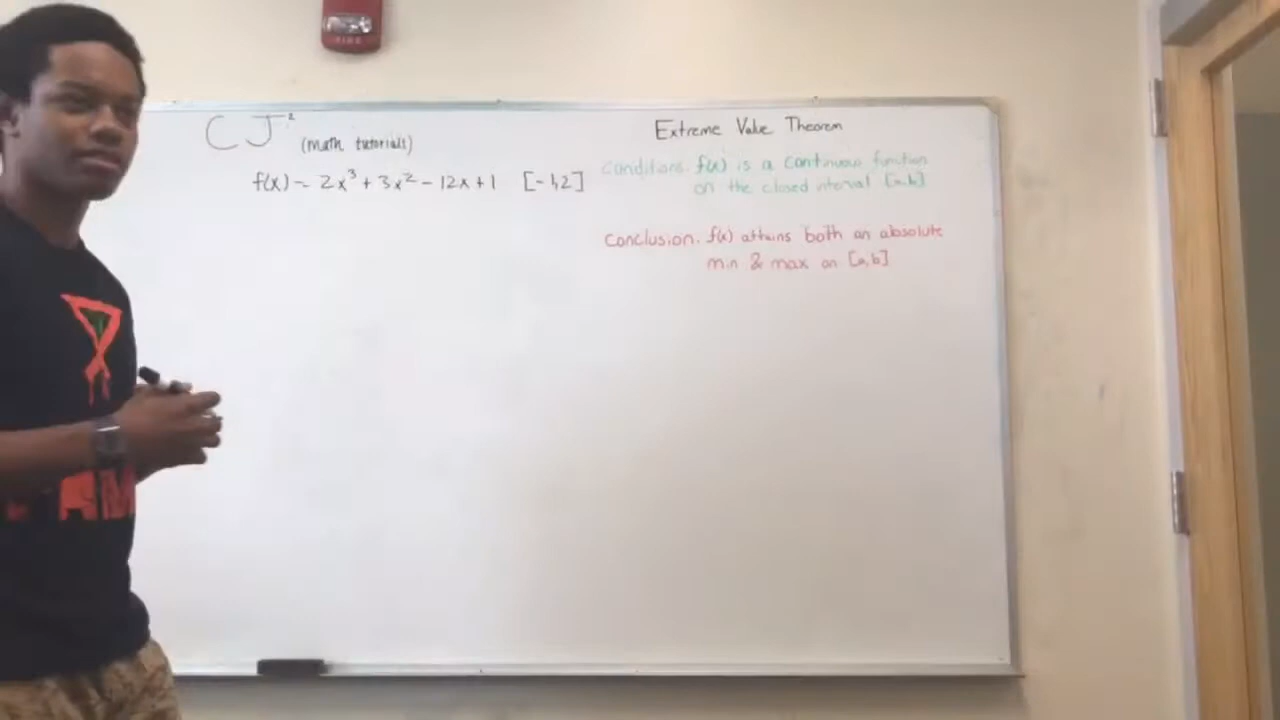 CJ²
(math tutorials)
f(x) = 2x³ + 3x² - 12x + 1 [-1,2]
Extreme Value Theorem
Conditions: f(x) is a continuous function
on the closed interval [a,b]
Conclusion: f(x) attains both an absolute
min & max on [a,b]
FIRE